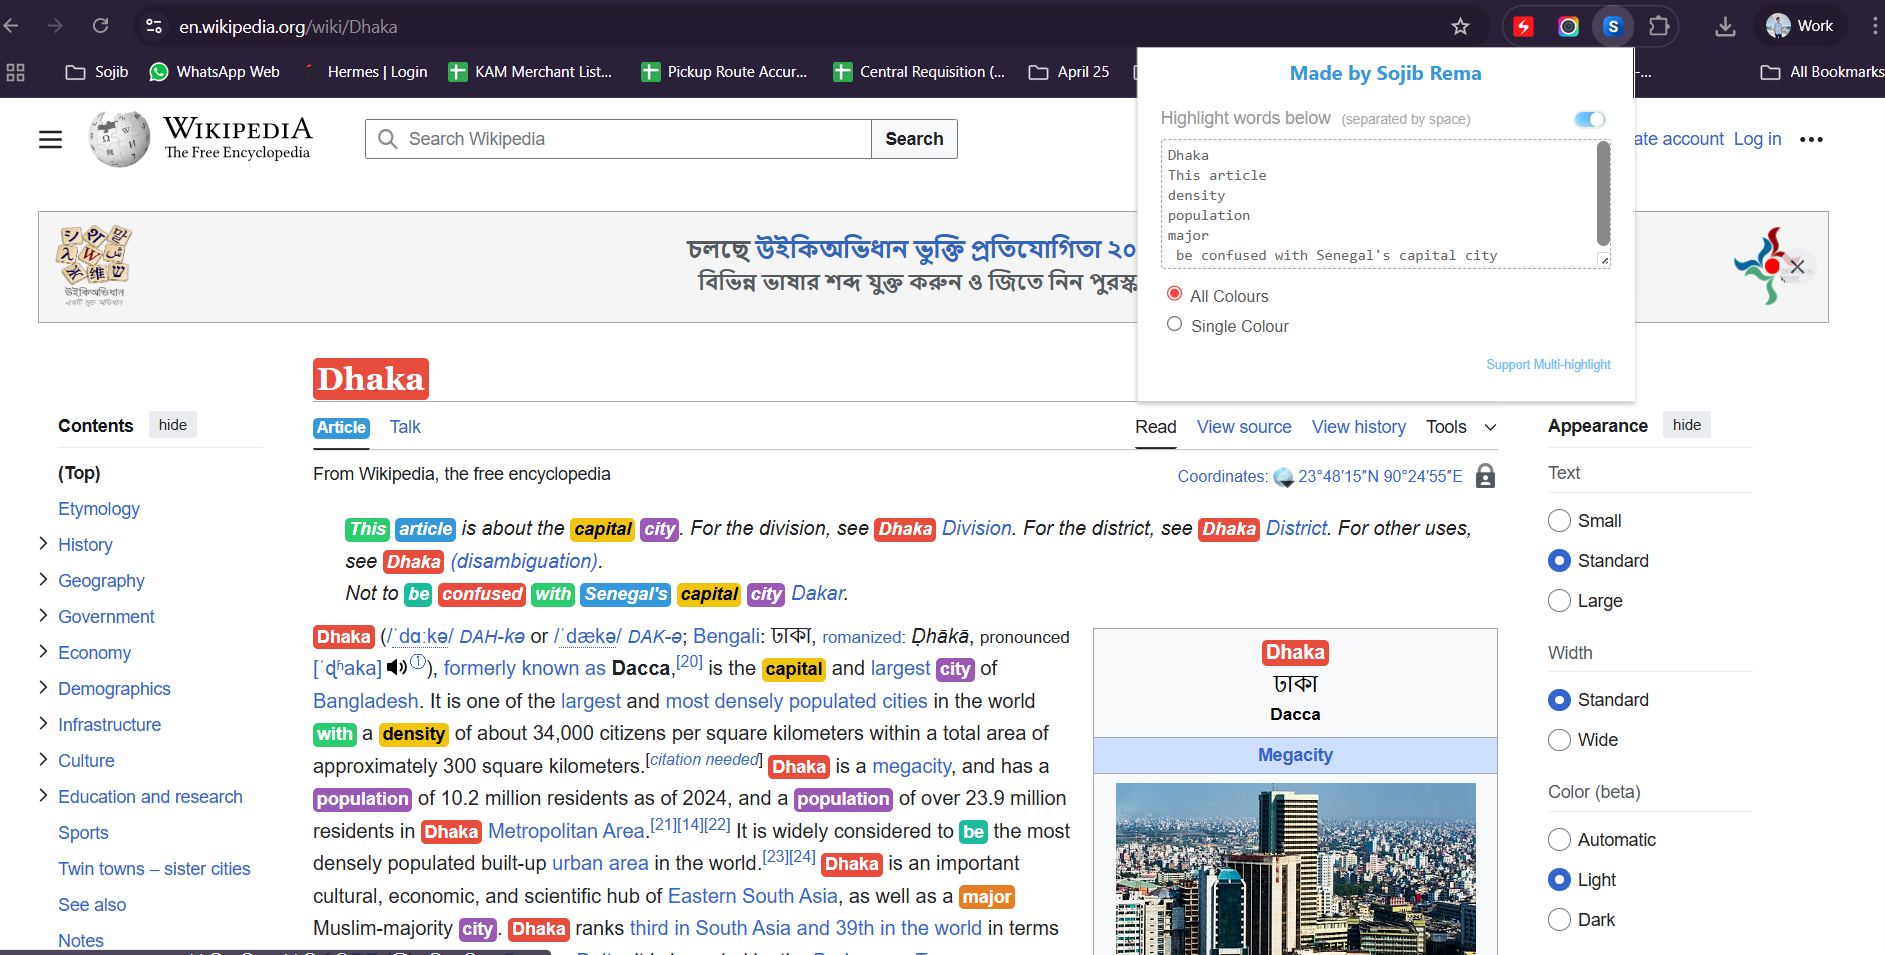 en.wikipedia.org/wiki/Dhaka
Work
Sojib
WhatsApp Web
Hermes | Login
KAM Merchant List...
Pickup Route Accur...
Central Requisition (...
April 25
All Bookmarks
Made by Sojib Rema
Highlight words below (separated by space)
Dhaka
This article
density
population
major
be confused with Senegal's capital city
All Colours
Single Colour
Support Multi-highlight
WIKIPEDIA
The Free Encyclopedia
Search Wikipedia
Search
ate account Log in
চলছে উইকিঅভিধান ভুক্তি প্রতিযোগিতা ২০
বিভিন্ন ভাষার শব্দ যুক্ত করুন ও জিতে নিন পুরস্ক
উইকিঅভিধান
Dhaka
Article Talk
Read View source View history Tools
From Wikipedia, the free encyclopedia
Coordinates: 23°48′15″N 90°24′55″E
This article is about the capital city. For the division, see Dhaka Division. For the district, see Dhaka District. For other uses,
see Dhaka (disambiguation).
Not to be confused with Senegal's capital city Dakar.
Dhaka (/ˈdɑːkə/ DAH-kə or /ˈdækə/ DAK-ə; Bengali: ঢাকা, romanized: Ḍhākā, pronounced
[ˈɖʱaka] ⓘ), formerly known as Dacca,[20] is the capital and largest city of
Bangladesh. It is one of the largest and most densely populated cities in the world
with a density of about 34,000 citizens per square kilometers within a total area of
approximately 300 square kilometers.[citation needed] Dhaka is a megacity, and has a
population of 10.2 million residents as of 2024, and a population of over 23.9 million
residents in Dhaka Metropolitan Area.[21][14][22] It is widely considered to be the most
densely populated built-up urban area in the world.[23][24] Dhaka is an important
cultural, economic, and scientific hub of Eastern South Asia, as well as a major
Muslim-majority city. Dhaka ranks third in South Asia and 39th in the world in terms
Dhaka
ঢাকা
Dacca
Megacity
Contents hide
(Top)
Etymology
History
Geography
Government
Economy
Demographics
Infrastructure
Culture
Education and research
Sports
Twin towns – sister cities
See also
Notes
Appearance hide
Text
Small
Standard
Large
Width
Standard
Wide
Color (beta)
Automatic
Light
Dark